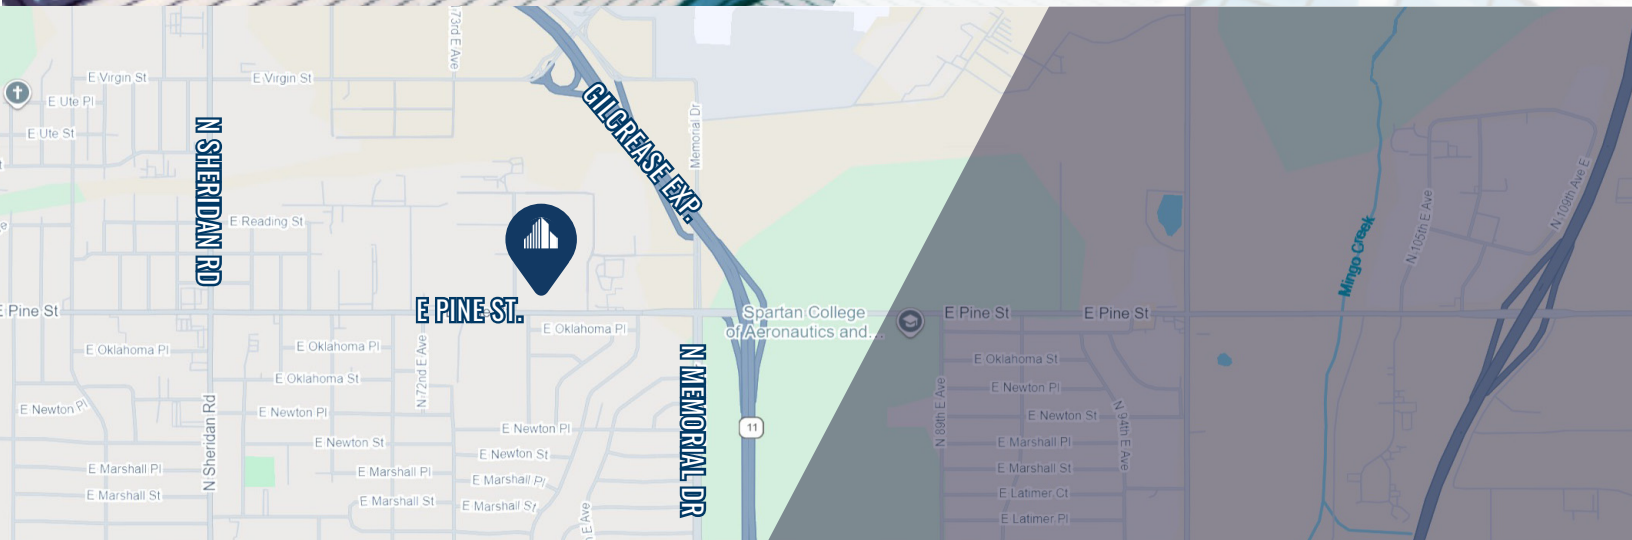 N 73rd E Ave
E Virgin St
E Virgin St
E Ute Pl
E Ute St
N SHERIDAN RD
GILCREASE EXP.
Memorial Dr
E Reading St
E PINE ST.
E Pine St
E Oklahoma Pl
Spartan College
of Aeronautics and...
E Pine St
E Pine St
E Oklahoma Pl
E Oklahoma Pl
E Oklahoma St
N 72nd E Ave
N MEMORIAL DR
11
E Newton Pl
E Newton Pl
E Newton Pl
N Sheridan Rd
E Newton St
E Newton St
E Marshall Pl
E Marshall Pl
E Marshall Pl
E Marshall St
E Marshall St
E Marshall St
E Ave
E Oklahoma St
E Newton Pl
E Newton St
N 89th E Ave
N 94th E Ave
E Marshall Pl
E Marshall St
E Latimer Ct
E Latimer Pl
Mingo Creek
N 105th E Ave
N 109th Ave E